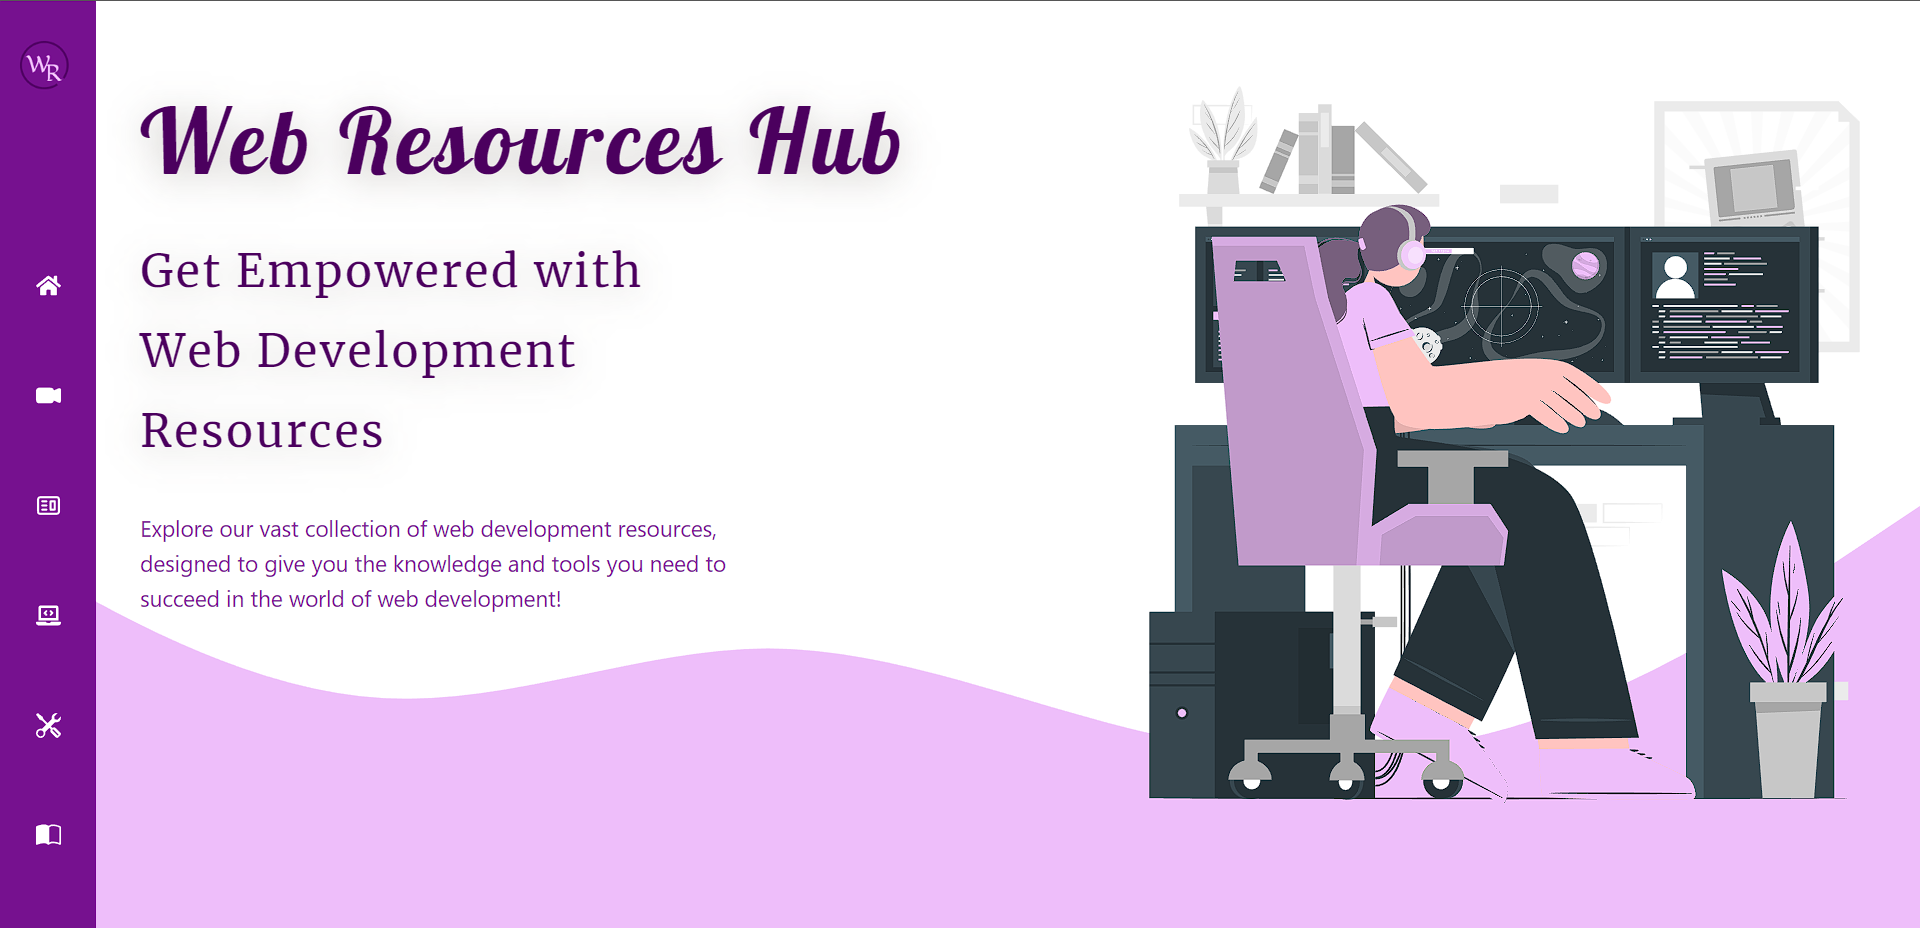 WR
Web Resources Hub
Get Empowered with
Web Development
Resources
Explore our vast collection of web development resources,
designed to give you the knowledge and tools you need to
succeed in the world of web development!